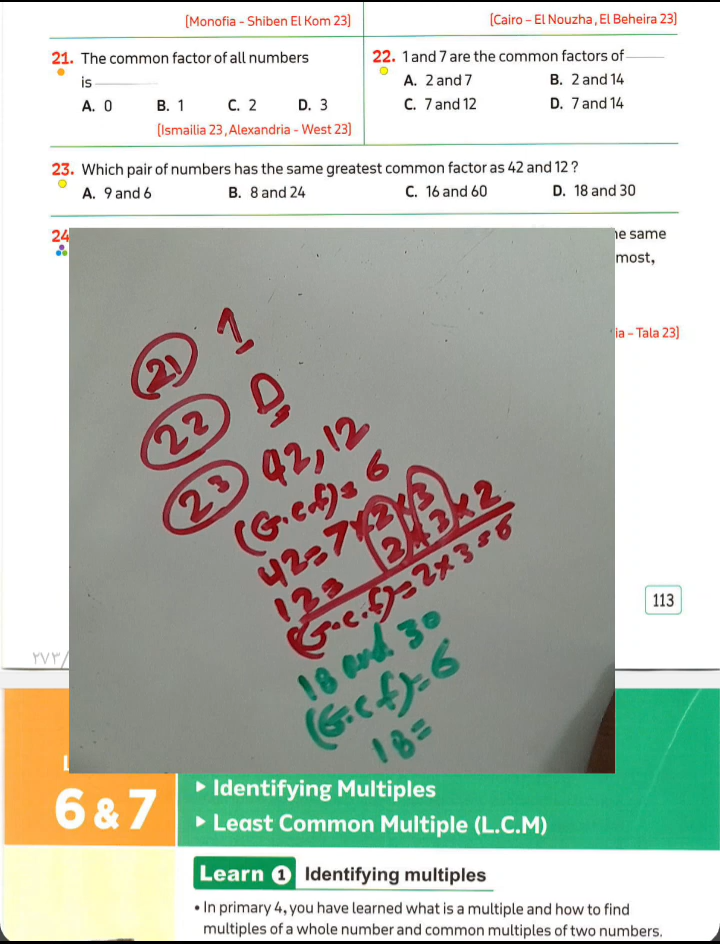 (Monofia - Shiben El Kom 23)
(Cairo - El Nouzha, El Beheira 23)
21. The common factor of all numbers
is
A. 0 B. 1 C. 2 D. 3
(Ismailia 23, Alexandria - West 23)
22. 1 and 7 are the common factors of
A. 2 and 7 B. 2 and 14
C. 7 and 12 D. 7 and 14
23. Which pair of numbers has the same greatest common factor as 42 and 12 ?
A. 9 and 6 B. 8 and 24 C. 16 and 60 D. 18 and 30
24
same
most,
- Tala 23)
21 1
22 D,
23 42, 12
(G.c.f)= 6
42=7×2×3
12= 2×3×2
(G.c.f)=2×3=6
18 and 30
(G.c.f)=6
18=
113
٢٧٣/
6 & 7
▸ Identifying Multiples
▸ Least Common Multiple (L.C.M)
Learn 1 Identifying multiples
• In primary 4, you have learned what is a multiple and how to find
multiples of a whole number and common multiples of two numbers.